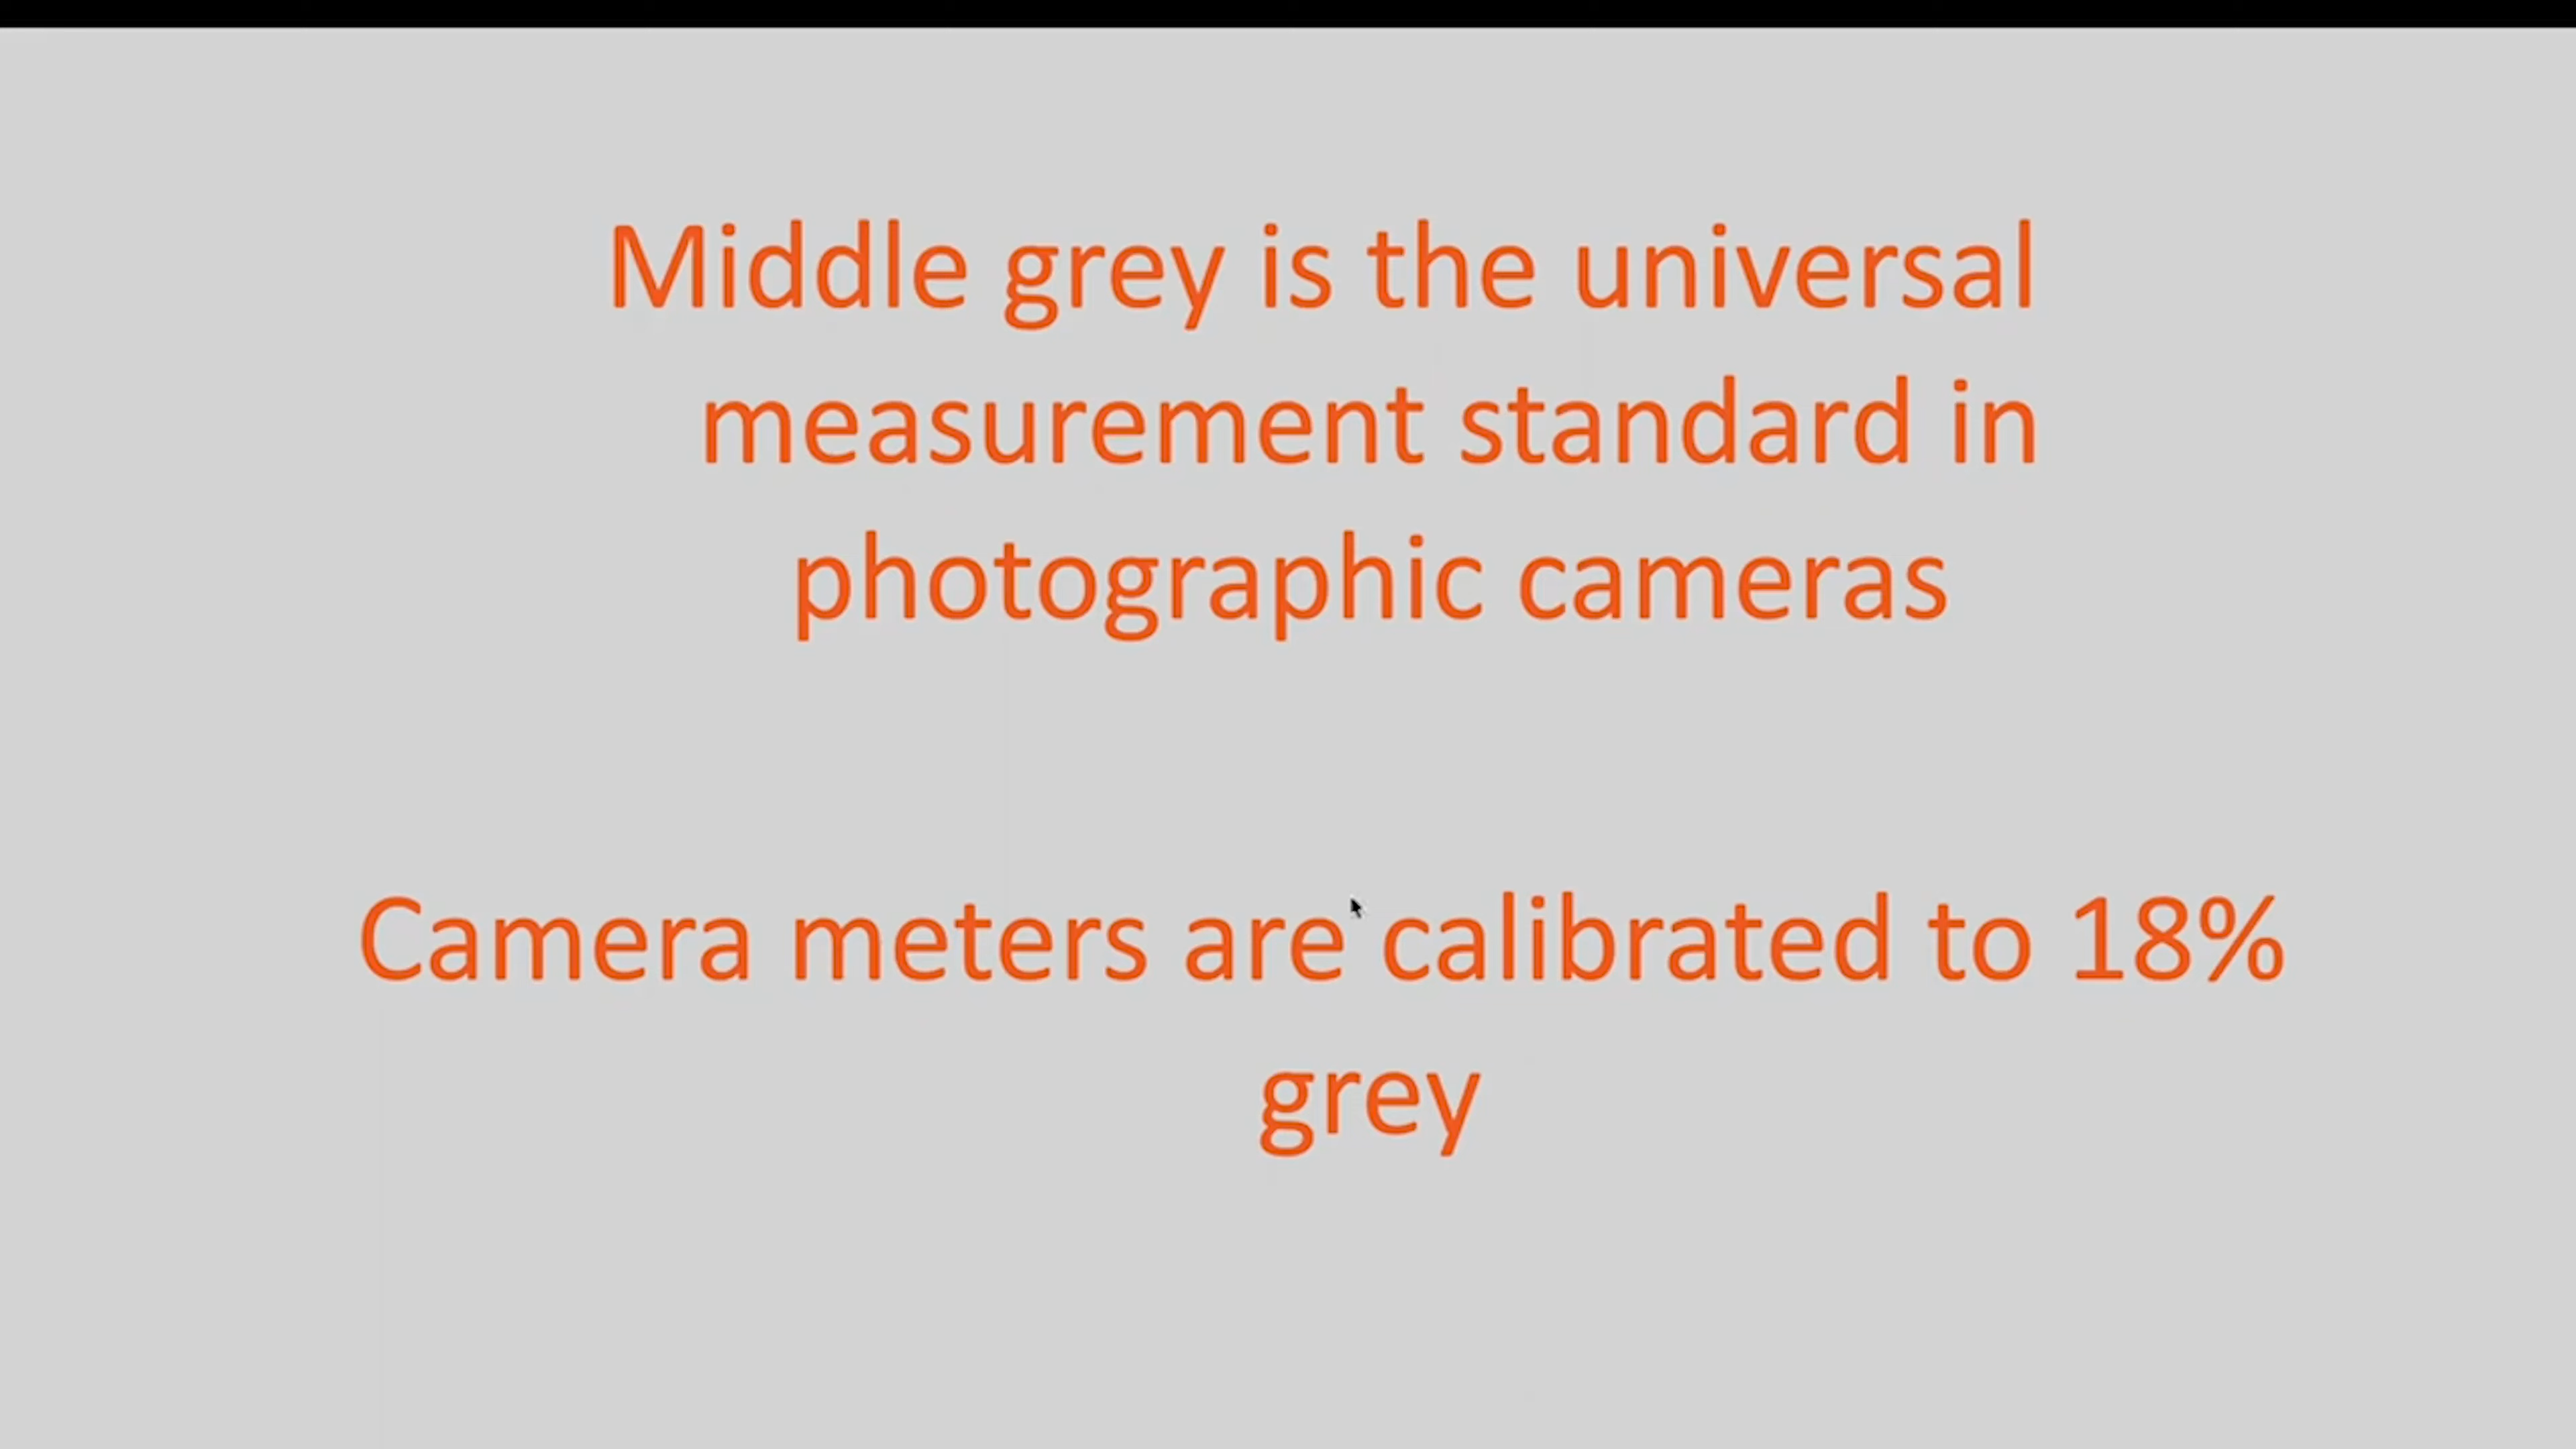 Middle grey is the universal
measurement standard in
photographic cameras
Camera meters are calibrated to 18%
grey